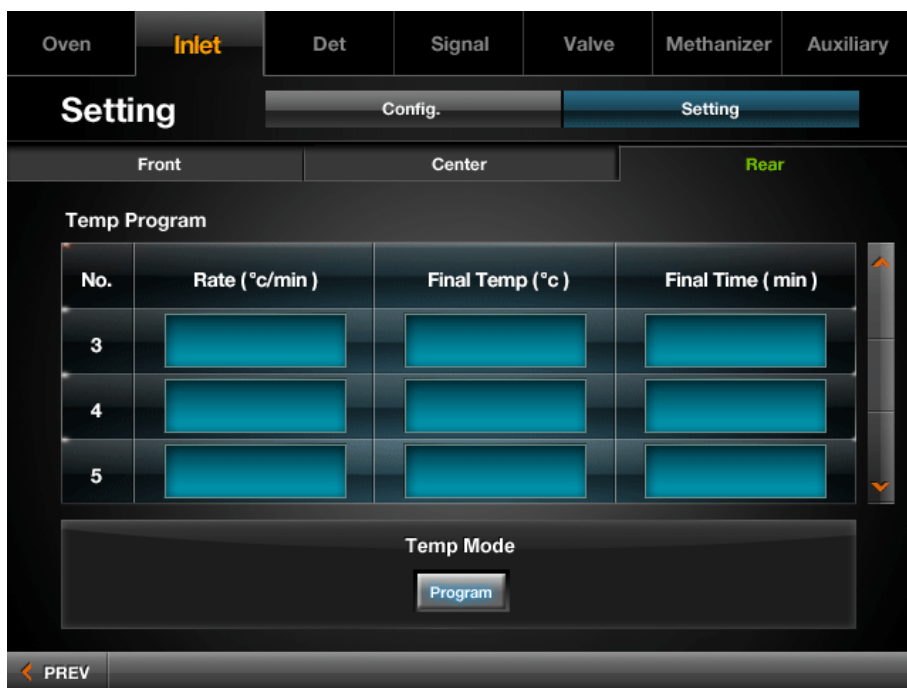 Oven Inlet Det Signal Valve Methanizer Auxiliary
Setting Config. Setting
Front Center Rear
Temp Program
No. Rate (°c/min ) Final Temp (°c ) Final Time ( min )
3
4
5
Temp Mode
Program
PREV